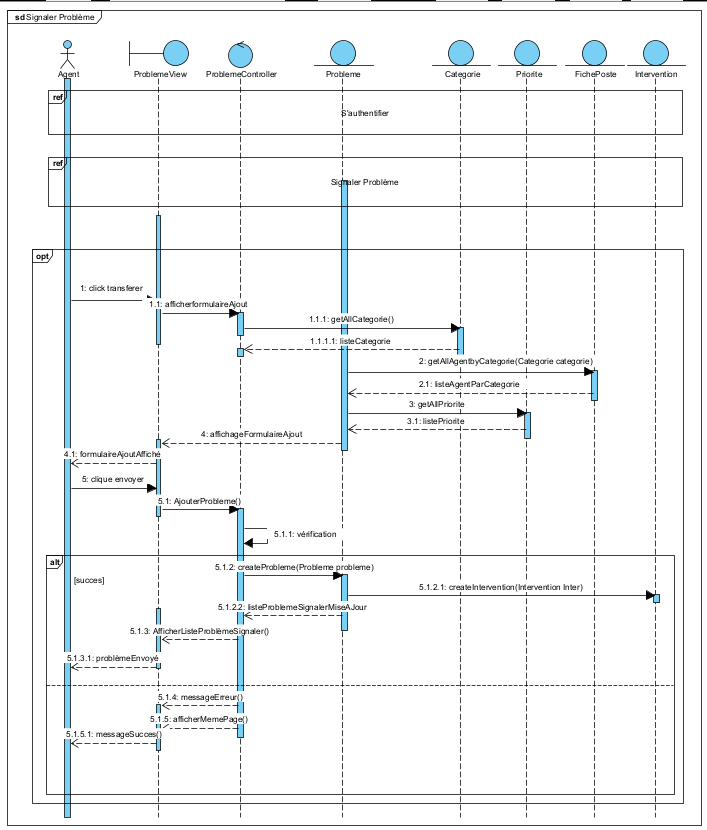 sd Signaler Problème
Agent
ProblemeView
ProblemeController
Probleme
Categorie
Priorite
FichePoste
Intervention
ref
S'authentifier
ref
Signaler Problème
opt
1: click transferer
1.1: afficherformulaireAjout
1.1.1: getAllCategorie()
1.1.1.1: listeCategorie
2: getAllAgentbyCategorie(Categorie categorie)
2.1: listeAgentParCategorie
3: getAllPriorite
3.1: listePriorite
4: affichageFormulaireAjout
4.1: formulaireAjoutAffiché
5: clique envoyer
5.1: AjouterProbleme()
5.1.1: vérification
alt
5.1.2: createProbleme(Probleme probleme)
[succes]
5.1.2.1: createIntervention(Intervention Inter)
5.1.2.2: listeProblemeSignalerMiseAJour
5.1.3: AfficherListeProblèmeSignaler()
5.1.3.1: problèmeEnvoyé
5.1.4: messageErreur()
5.1.5: afficherMemePage()
5.1.5.1: messageSucces()